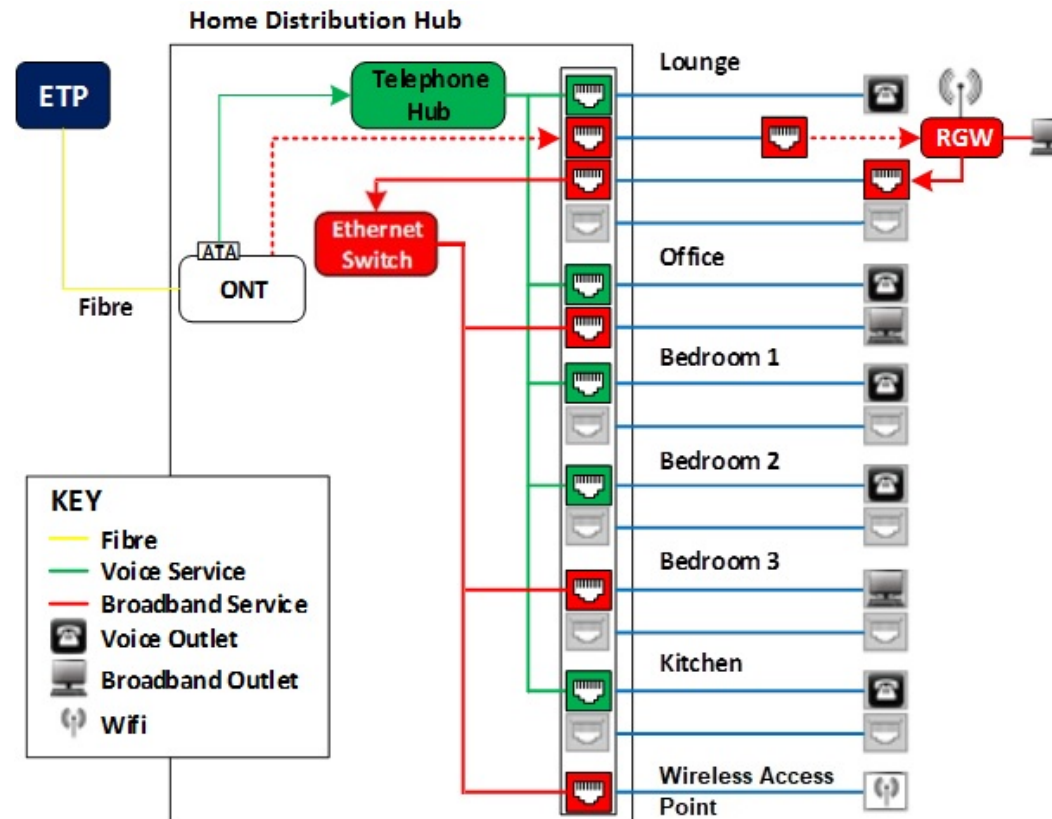 Home Distribution Hub
ETP
Telephone
Hub
Lounge
RGW
Ethernet
Switch
ATA
ONT
Fibre
Office
Bedroom 1
Bedroom 2
KEY
Fibre
Voice Service
Broadband Service
Voice Outlet
Broadband Outlet
Wifi
Bedroom 3
Kitchen
Wireless Access
Point